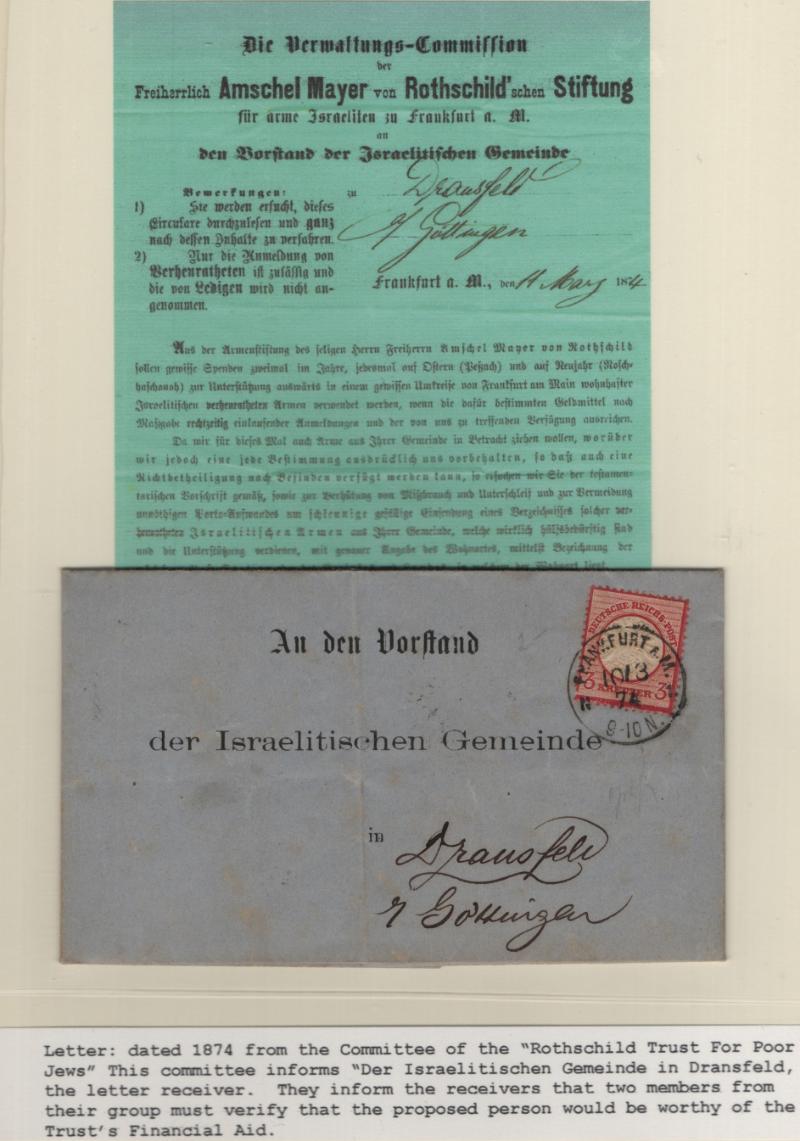 Die Verwaltungs-Commission
der
Freiherrlich Amschel Mayer von Rothschild'schen Stiftung
für arme Israeliten zu Frankfurt a. M.
an
den Vorstand der Israelitischen Gemeinde
zu Dransfeld
Göttingen
Bemerkungen:
1) Sie werden ersucht, dieses
Circulare durchzulesen und ganz
nach dessen Inhalte zu verfahren.
2) Nur die Anmeldung von
Verheiratheten ist zulässig und
die von Ledigen wird nicht an-
genommen.
Frankfurt a. M., den 11 März 1874
Aus der Armenstiftung des seligen Herrn Freiherrn Amschel Mayer von Rothschild
sollen gewisse Spenden zweimal im Jahre, jedesmal auf Ostern (Peßach) und auf Neujahr (Rosch-
haschonoh) zur Unterstützung auswärts in einem gewissen Umkreise von Frankfurt am Main wohnhafter
Israelitischen verheiratheten Armen verwendet werden, wenn die dafür bestimmten Geldmittel nach
Maßgabe rechtzeitig einlaufender Anmeldungen und der von uns zu treffenden Verfügung ausreichen.
Da wir für dieses Mal auch Arme aus Ihrer Gemeinde in Betracht ziehen wollen, worüber
wir jedoch eine jede Bestimmung ausdrücklich uns vorbehalten, so daß auch eine
Nichtbetheiligung nach Befinden verfügt werden kann, so ersuchen wir Sie der testamen-
tarischen Vorschrift gemäß, sowie zur Verhütung von Mißbrauch und Unterschleif und zur Vermeidung
unnöthigen Porto-Aufwandes um schleunige gefällige Einsendung eines Verzeichnisses solcher ver-
heiratheten Israelitischen Armen aus Ihrer Gemeinde, welche wirklich hülfsbedürftig sind
und die Unterstützung verdienen, mit genauer Angabe des Wohnortes, mittelst Bezeichnung der
in welchem der Wohnort liegt
An den Vorstand
DEUTSCHE REICHS-POST
3 KREUZER 3
FRANKFURT A. M.
10/3
74
9-10 N.
der Israelitischen Gemeinde
in Dransfeld
Göttingen
Letter: dated 1874 from the Committee of the "Rothschild Trust For Poor
Jews" This committee informs "Der Israelitischen Gemeinde in Dransfeld,
the letter receiver. They inform the receivers that two members from
their group must verify that the proposed person would be worthy of the
Trust's Financial Aid.